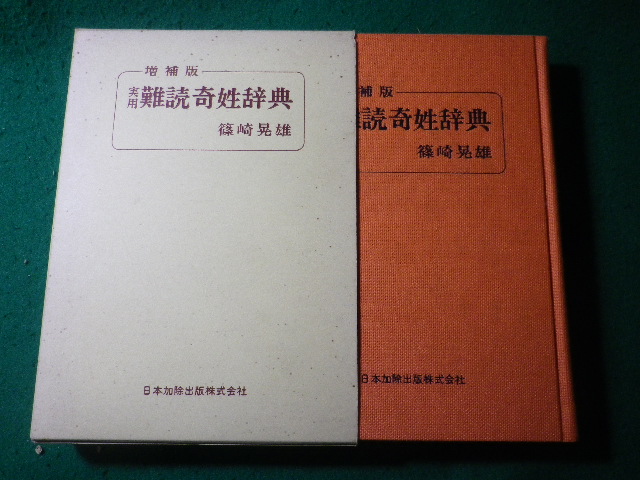 増補版
実用 難読奇姓辞典
篠崎晃雄
日本加除出版株式会社
補版
読奇姓辞典
篠崎晃雄
日本加除出版株式会社